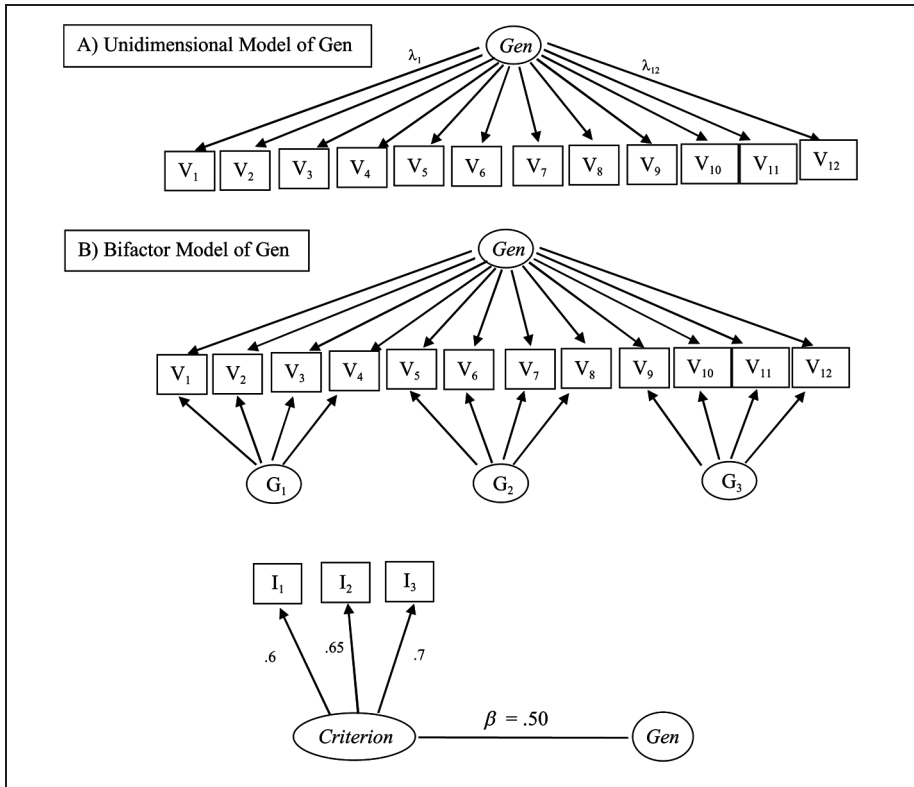 A) Unidimensional Model of Gen
Gen
λ₁
λ₁₂
V₁ V₂ V₃ V₄ V₅ V₆ V₇ V₈ V₉ V₁₀ V₁₁ V₁₂
B) Bifactor Model of Gen
Gen
V₁ V₂ V₃ V₄ V₅ V₆ V₇ V₈ V₉ V₁₀ V₁₁ V₁₂
G₁ G₂ G₃
I₁ I₂ I₃
.6 .65 .7
β = .50
Criterion Gen